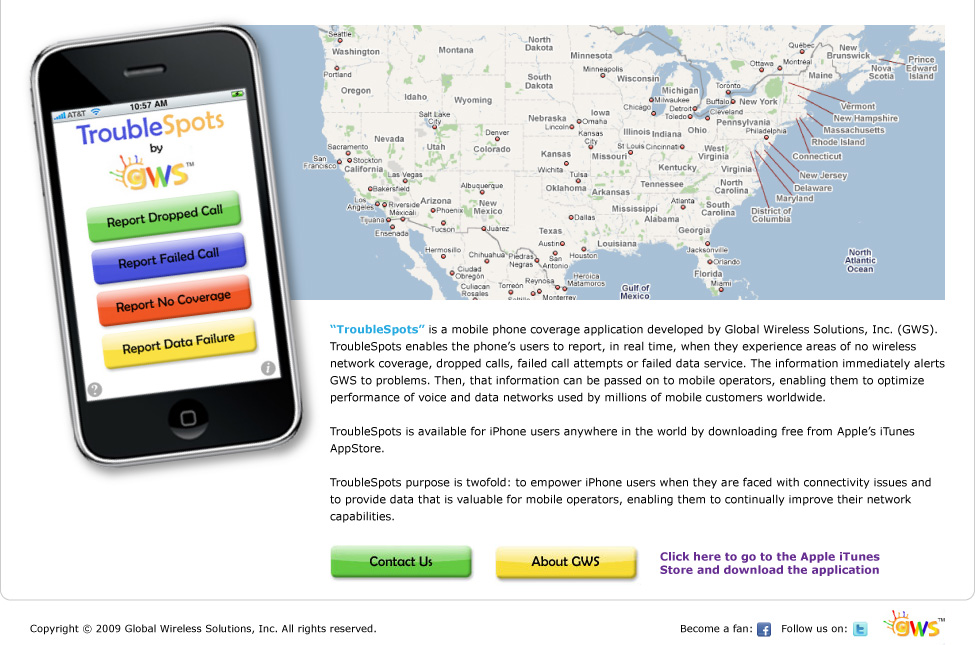 AT&T
10:57 AM
TroubleSpots
by
GWS™
Report Dropped Call
Report Failed Call
Report No Coverage
Report Data Failure
?
i
Seattle
Washington
Portland
Oregon
Montana
Idaho
Wyoming
North
Dakota
South
Dakota
Minnesota
Minneapolis
Wisconsin
Michigan
Milwaukee
Chicago
Detroit
Toledo
Toronto
Buffalo
Cleveland
Ottawa
Montréal
Québec
New
Brunswick
Maine
Nova
Scotia
Prince
Edward
Island
New York
Vermont
New Hampshire
Massachusetts
Rhode Island
Connecticut
New Jersey
Delaware
Maryland
District of
Columbia
Pennsylvania
Philadelphia
Salt Lake
City
Nevada
Utah
Denver
Colorado
Nebraska
Lincoln
Omaha
Iowa
Kansas
City
Kansas
Missouri
St Louis
Illinois
Indiana
Ohio
Cincinnati
West
Virginia
Virginia
Kentucky
Sacramento
Stockton
San
Francisco
California
Las Vegas
Bakersfield
Los
Angeles
Riverside
Tijuana
Mexicali
Ensenada
Arizona
Phoenix
Tucson
Albuquerque
New
Mexico
Wichita
Tulsa
Oklahoma
Arkansas
Tennessee
North
Carolina
South
Carolina
Atlanta
Mississippi
Alabama
Georgia
Dallas
Texas
Austin
San
Antonio
Houston
Louisiana
Juárez
Hermosillo
Chihuahua
Piedras
Negras
Ciudad
Obregón
Culiacan
Rosales
Torreón
Reynosa
Heroica
Matamoros
Saltillo
Monterrey
Jacksonville
Orlando
Florida
Miami
Gulf of
Mexico
North
Atlantic
Ocean
“TroubleSpots” is a mobile phone coverage application developed by Global Wireless Solutions, Inc. (GWS).
TroubleSpots enables the phone’s users to report, in real time, when they experience areas of no wireless
network coverage, dropped calls, failed call attempts or failed data service. The information immediately alerts
GWS to problems. Then, that information can be passed on to mobile operators, enabling them to optimize
performance of voice and data networks used by millions of mobile customers worldwide.
TroubleSpots is available for iPhone users anywhere in the world by downloading free from Apple’s iTunes
AppStore.
TroubleSpots purpose is twofold: to empower iPhone users when they are faced with connectivity issues and
to provide data that is valuable for mobile operators, enabling them to continually improve their network
capabilities.
Contact Us
About GWS
Click here to go to the Apple iTunes
Store and download the application
Copyright © 2009 Global Wireless Solutions, Inc. All rights reserved.
Become a fan:
Follow us on:
GWS™